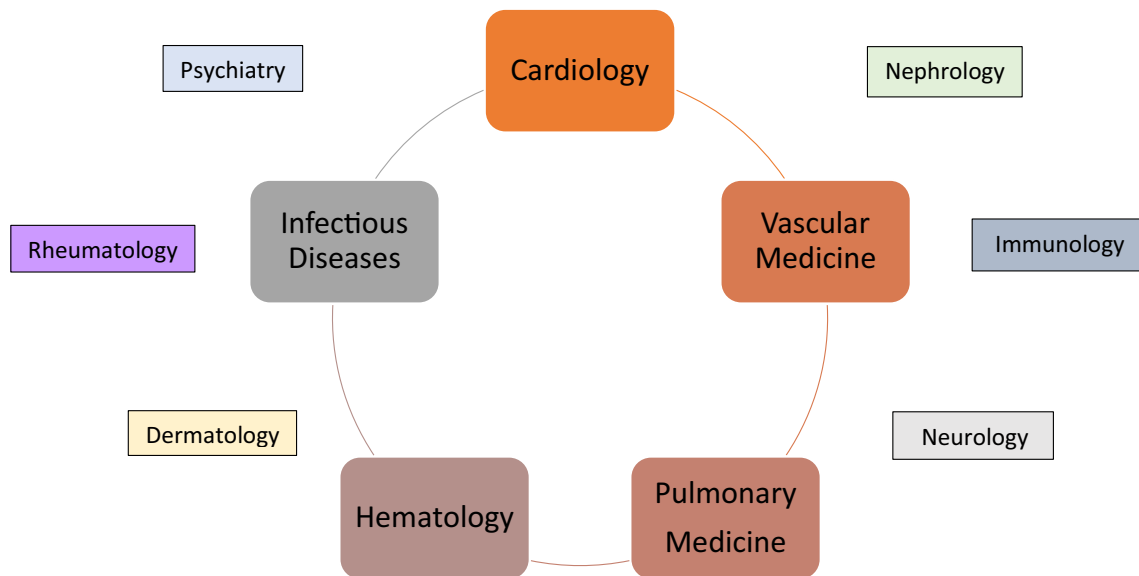 Cardiology
Psychiatry
Nephrology
Infectious
Diseases
Vascular
Medicine
Rheumatology
Immunology
Dermatology
Neurology
Hematology
Pulmonary
Medicine